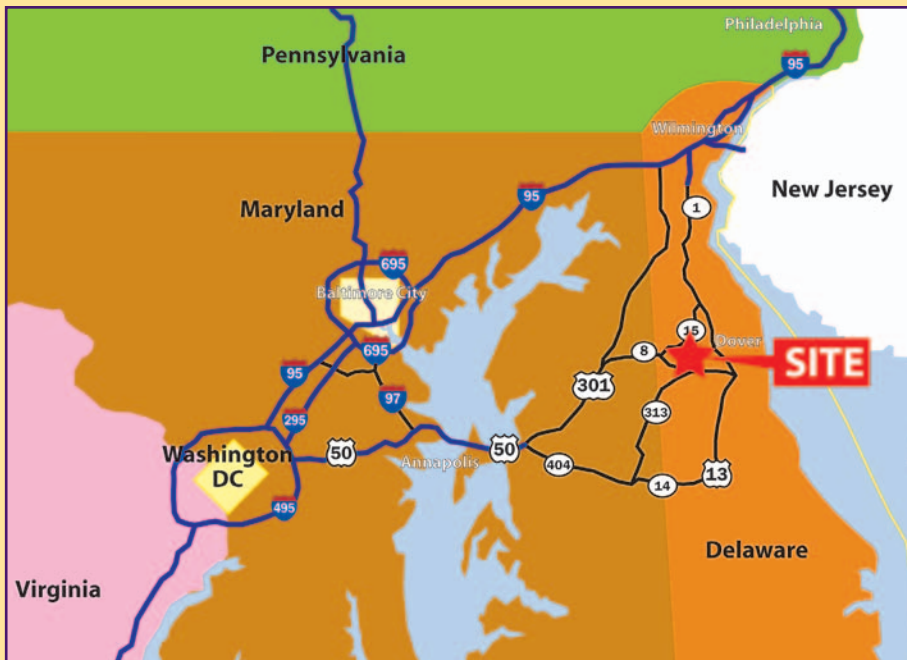 Philadelphia
Pennsylvania
95
Wilmington
New Jersey
95
1
Maryland
695
Baltimore City
15
Dover
8
SITE
695
301
95
97
313
295
Washington
DC
50
Annapolis
50
404
14
13
495
Delaware
Virginia